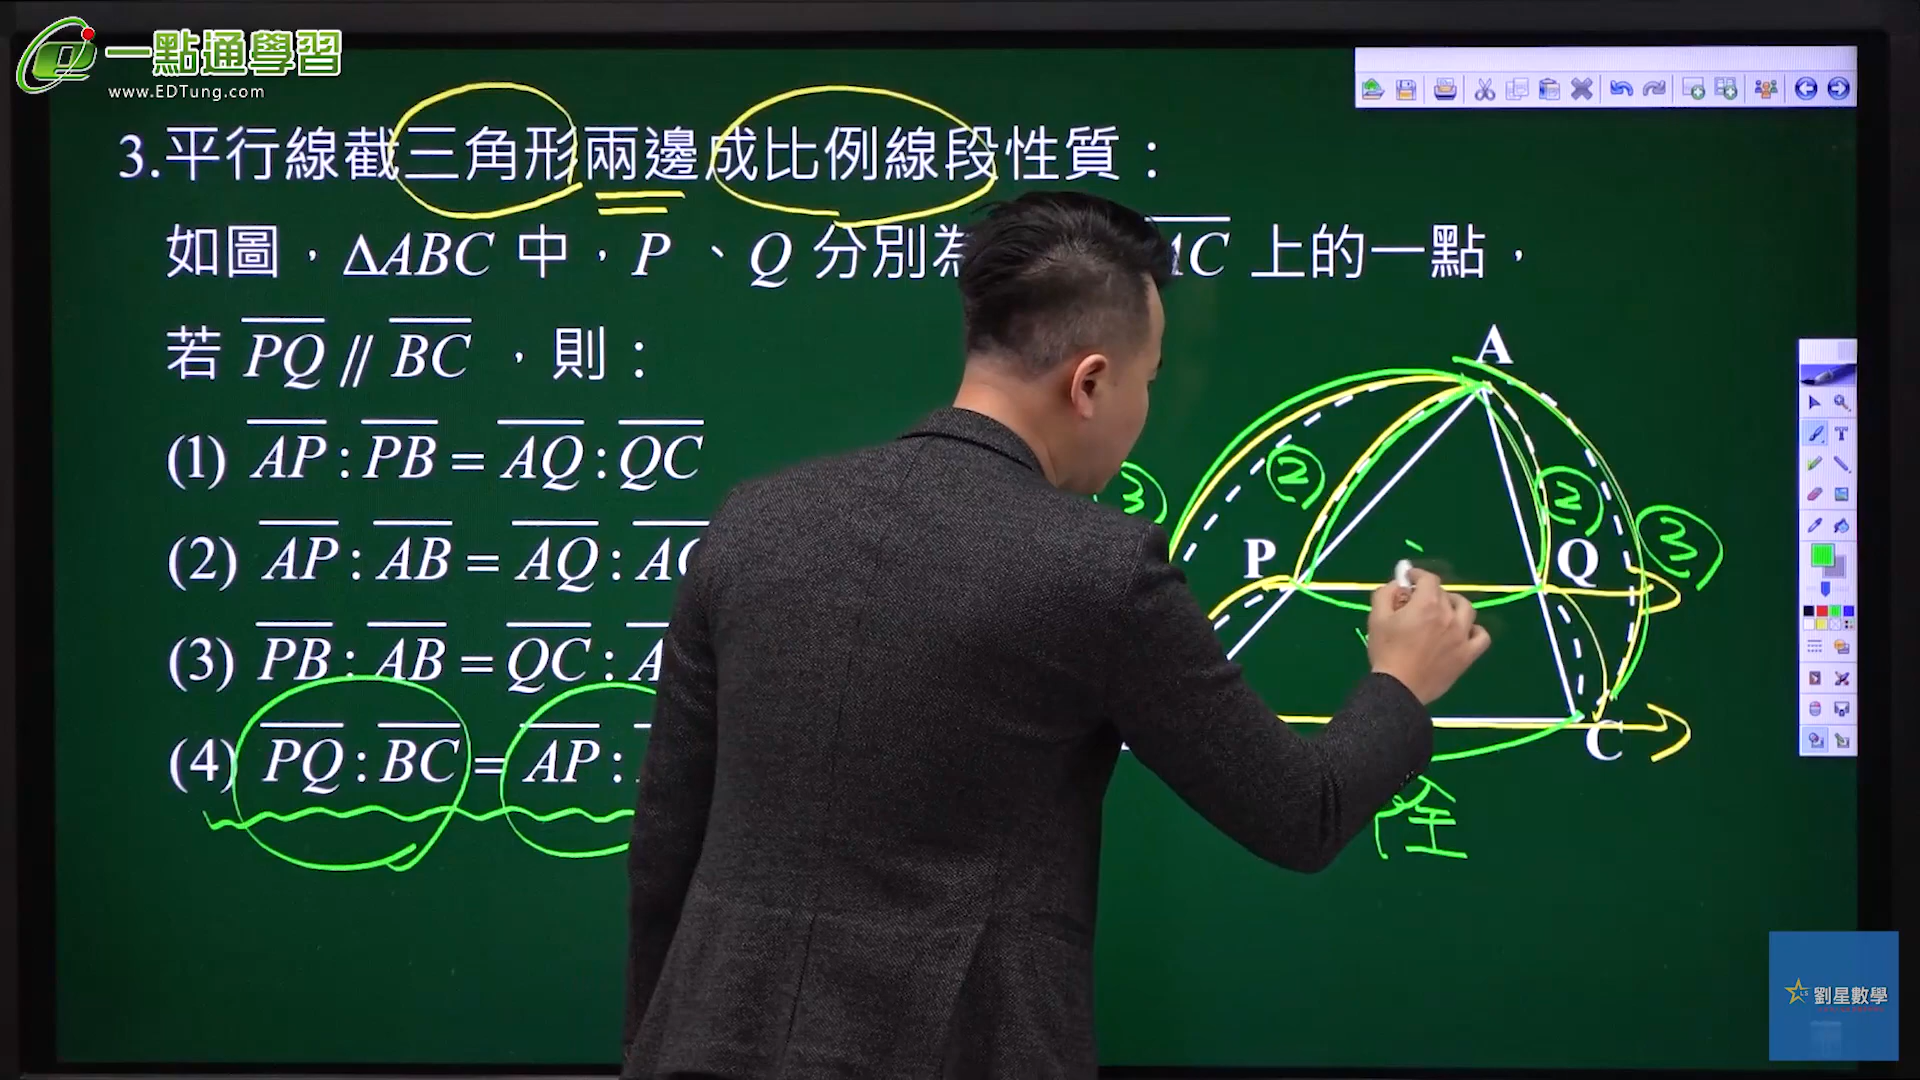 一點通學習
www.EDTung.com
3.平行線截三角形兩邊成比例線段性質：
如圖，ΔABC 中，P、Q 分別為 AC 上的一點，
若 PQ // BC ，則：
(1) AP : PB = AQ : QC
(2) AP : AB = AQ : A
(3) PB : AB = QC : A
(4) PQ : BC = AP :
A
2
2
3
3
P
Q
C
全
劉星數學